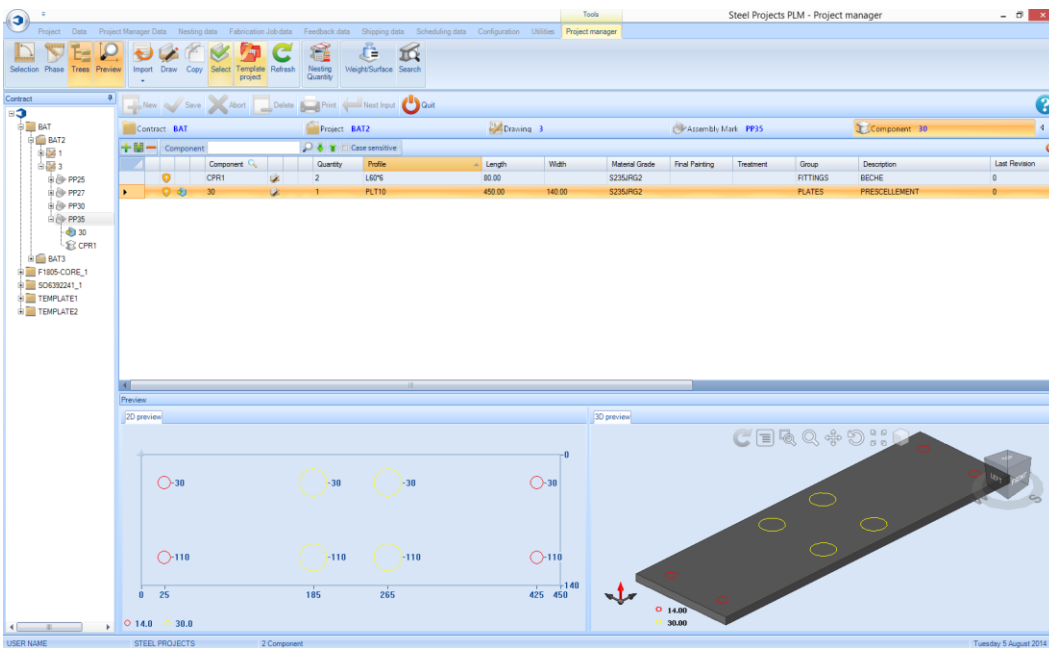 Tools
Steel Projects PLM - Project manager
Project Data Project Manager Data Nesting data Fabrication Job data Feedback data Shipping data Scheduling data Configuration Utilities Project manager
Selection Phase Trees Preview Import Draw Copy Select Template project Refresh Nesting Quantity Weight/Surface Search
Contract
New Save Abort Delete Print Next Input Quit
Contract BAT Project BAT2 Drawing 3 Assembly Mark PP35 Component 30
Component Case sensitive
Component Quantity Profile Length Width Material Grade Final Painting Treatment Group Description Last Revision
CPR1 2 L60*6 80.00 S235JRG2 FITTINGS BECHE 0
30 1 PLT10 450.00 140.00 S235JRG2 PLATES PRESCELLEMENT 0
BAT
BAT2
1
3
PP25
PP27
PP30
PP35
30
CPR1
BAT3
F1805-CORE_1
SO6392241_1
TEMPLATE1
TEMPLATE2
Preview
2D preview
3D preview
-0
-30 -30 -30 -30
-110 -110 -110 -110
-140
0 25 185 265 425 450
14.0 30.0
LEFT FRONT
14.00
30.00
USER NAME STEEL PROJECTS 2 Component Tuesday 5 August 2014